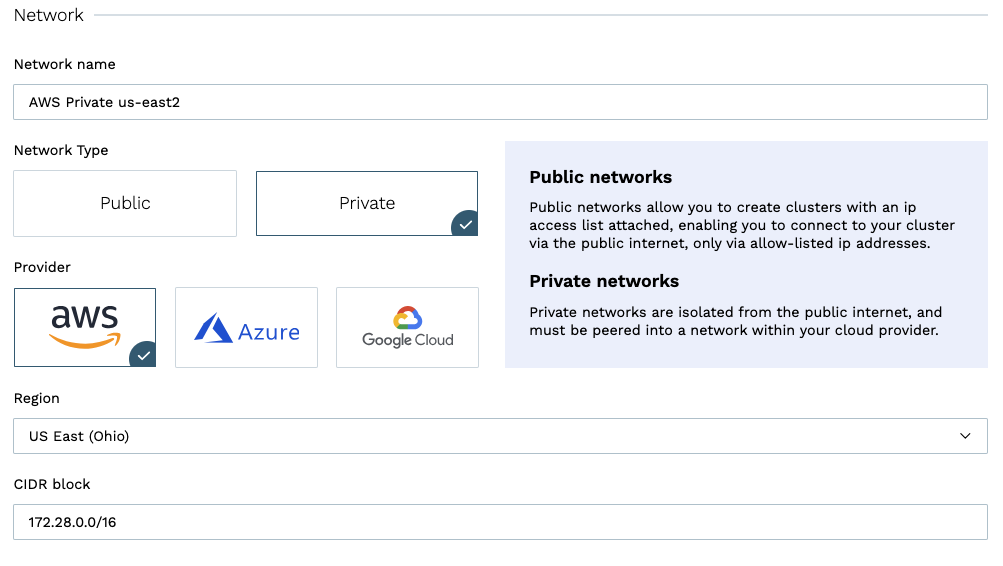 Network
Network name
AWS Private us-east2
Network Type
Public
Private
Provider
aws
Azure
Google Cloud
Public networks
Public networks allow you to create clusters with an ip
access list attached, enabling you to connect to your cluster
via the public internet, only via allow-listed ip addresses.
Private networks
Private networks are isolated from the public internet, and
must be peered into a network within your cloud provider.
Region
US East (Ohio)
CIDR block
172.28.0.0/16